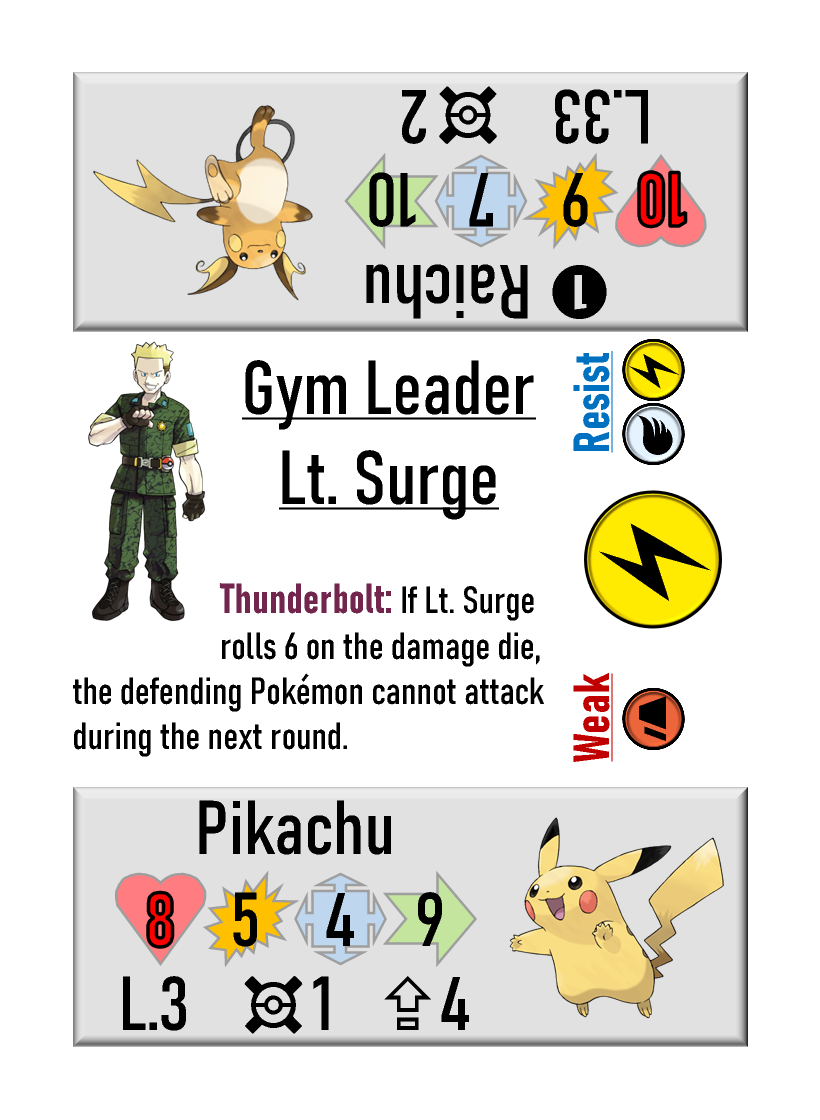 1 Raichu
10 6 7 10
L.33 2
Gym Leader
Lt. Surge
Resist
Thunderbolt: If Lt. Surge
rolls 6 on the damage die,
the defending Pokémon cannot attack
during the next round.
Weak
Pikachu
8 5 4 9
L.3 1 4